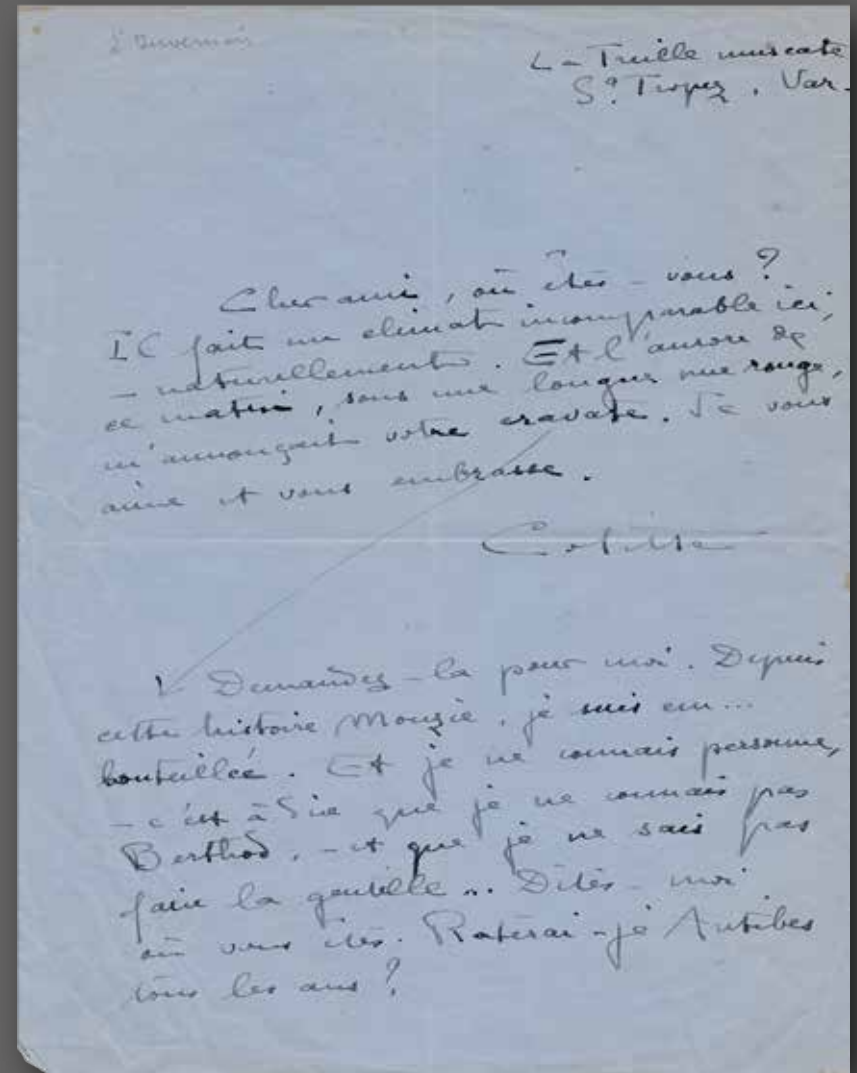 La Treille muscate
St Tropez, Var-
Cher ami, où êtes-vous ?
Il fait un climat incomparable ici,
- naturellement. Et l'aurore de
ce matin, sous une longue nue rouge,
m'annonçait votre cravate. Je vous
aime et vous embrasse.
Colette
Demandez-la pour moi. Depuis
cette histoire Mouzie, je suis em...
bouteillée. Et je ne connais personne,
- c'est à dire que je ne connais pas
Berthod, - et que je ne sais pas
faire la gentille... Dites-moi
où vous êtes. Raterai-je Antibes
tous les ans ?